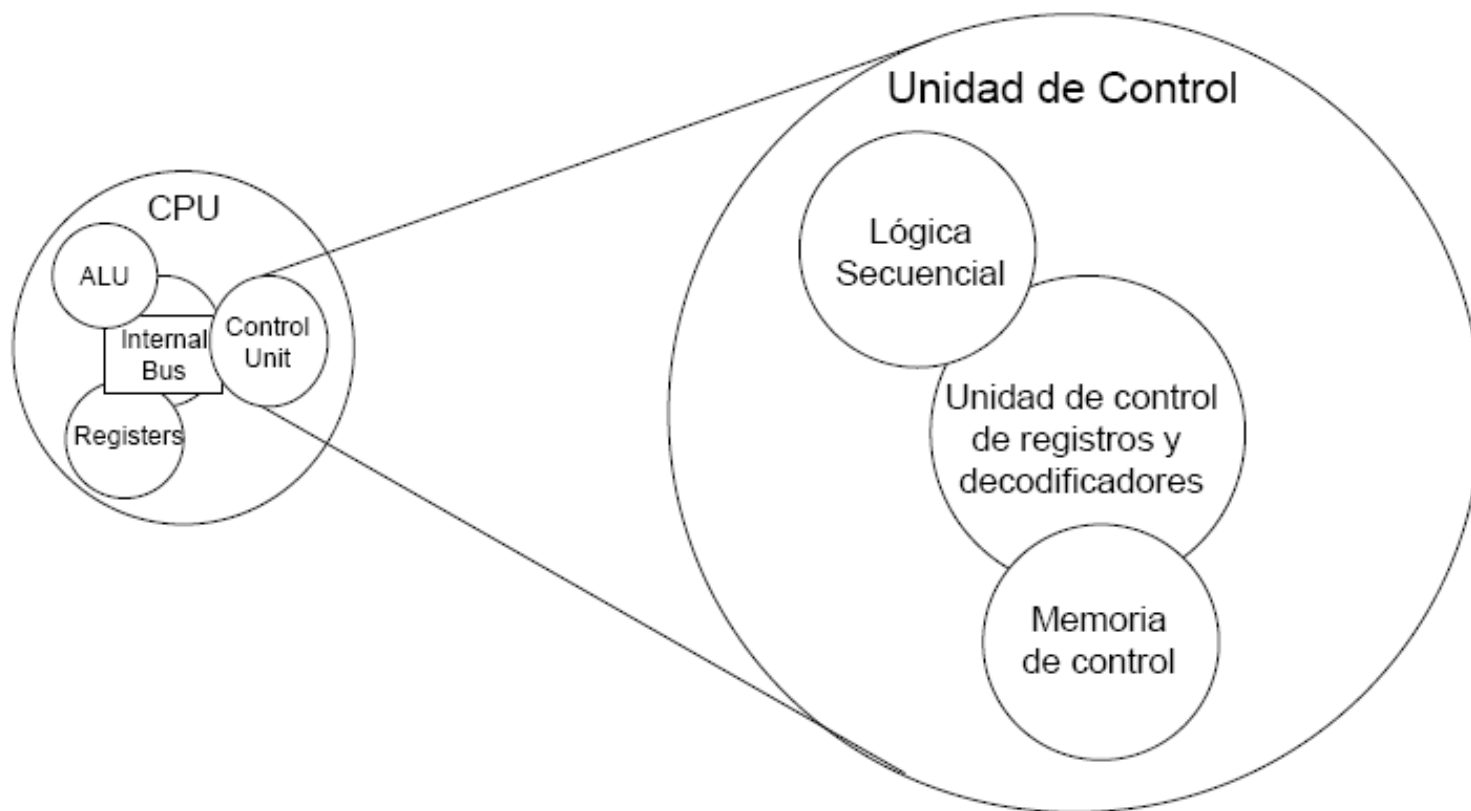 CPU
ALU
Internal
Bus
Control
Unit
Registers
Unidad de Control
Lógica
Secuencial
Unidad de control
de registros y
decodificadores
Memoria
de control